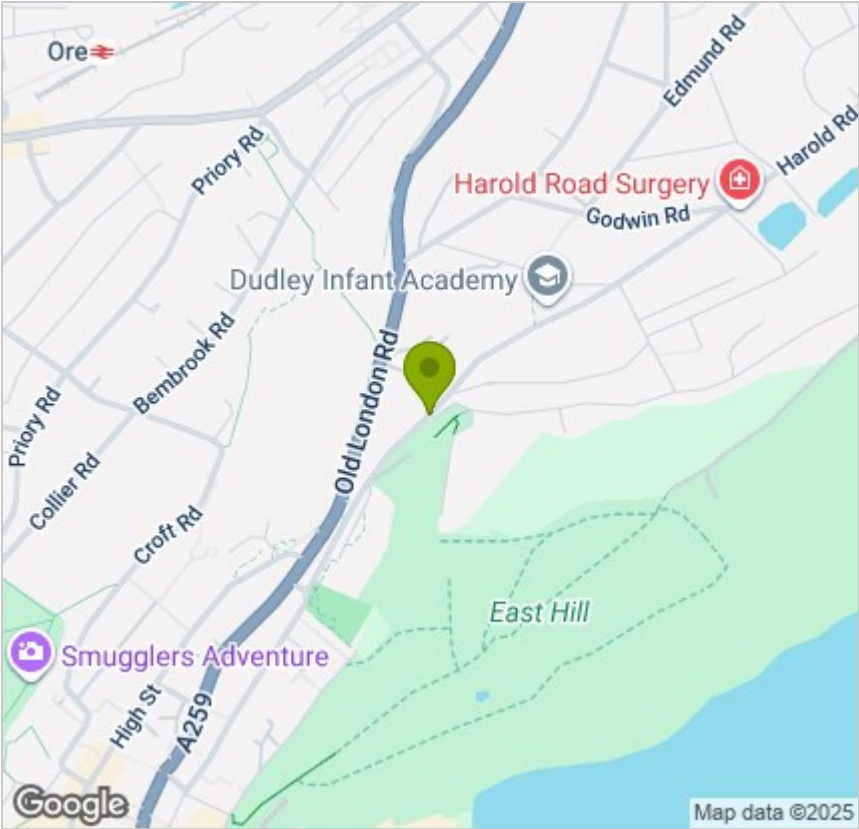 Ore
Edmund Rd
Harold Rd
Priory Rd
Harold Road Surgery
Godwin Rd
Dudley Infant Academy
Bembrook Rd
Old London Rd
Priory Rd
Collier Rd
Croft Rd
East Hill
Smugglers Adventure
High St
A259
Google
Map data ©2025